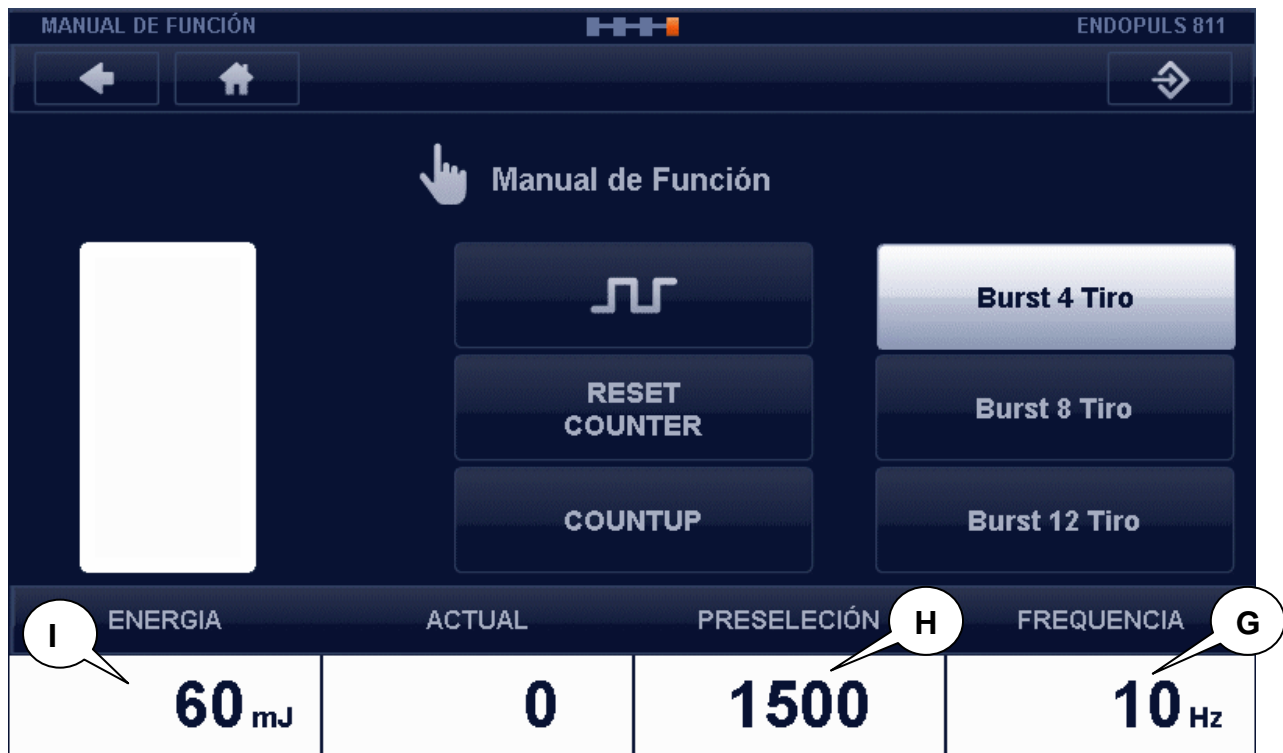 MANUAL DE FUNCIÓN ENDOPULS 811
Manual de Función
Burst 4 Tiro
RESET
COUNTER
Burst 8 Tiro
COUNTUP
Burst 12 Tiro
ENERGIA ACTUAL PRESELECIÓN FREQUENCIA
I H G
60 mJ 0 1500 10 Hz